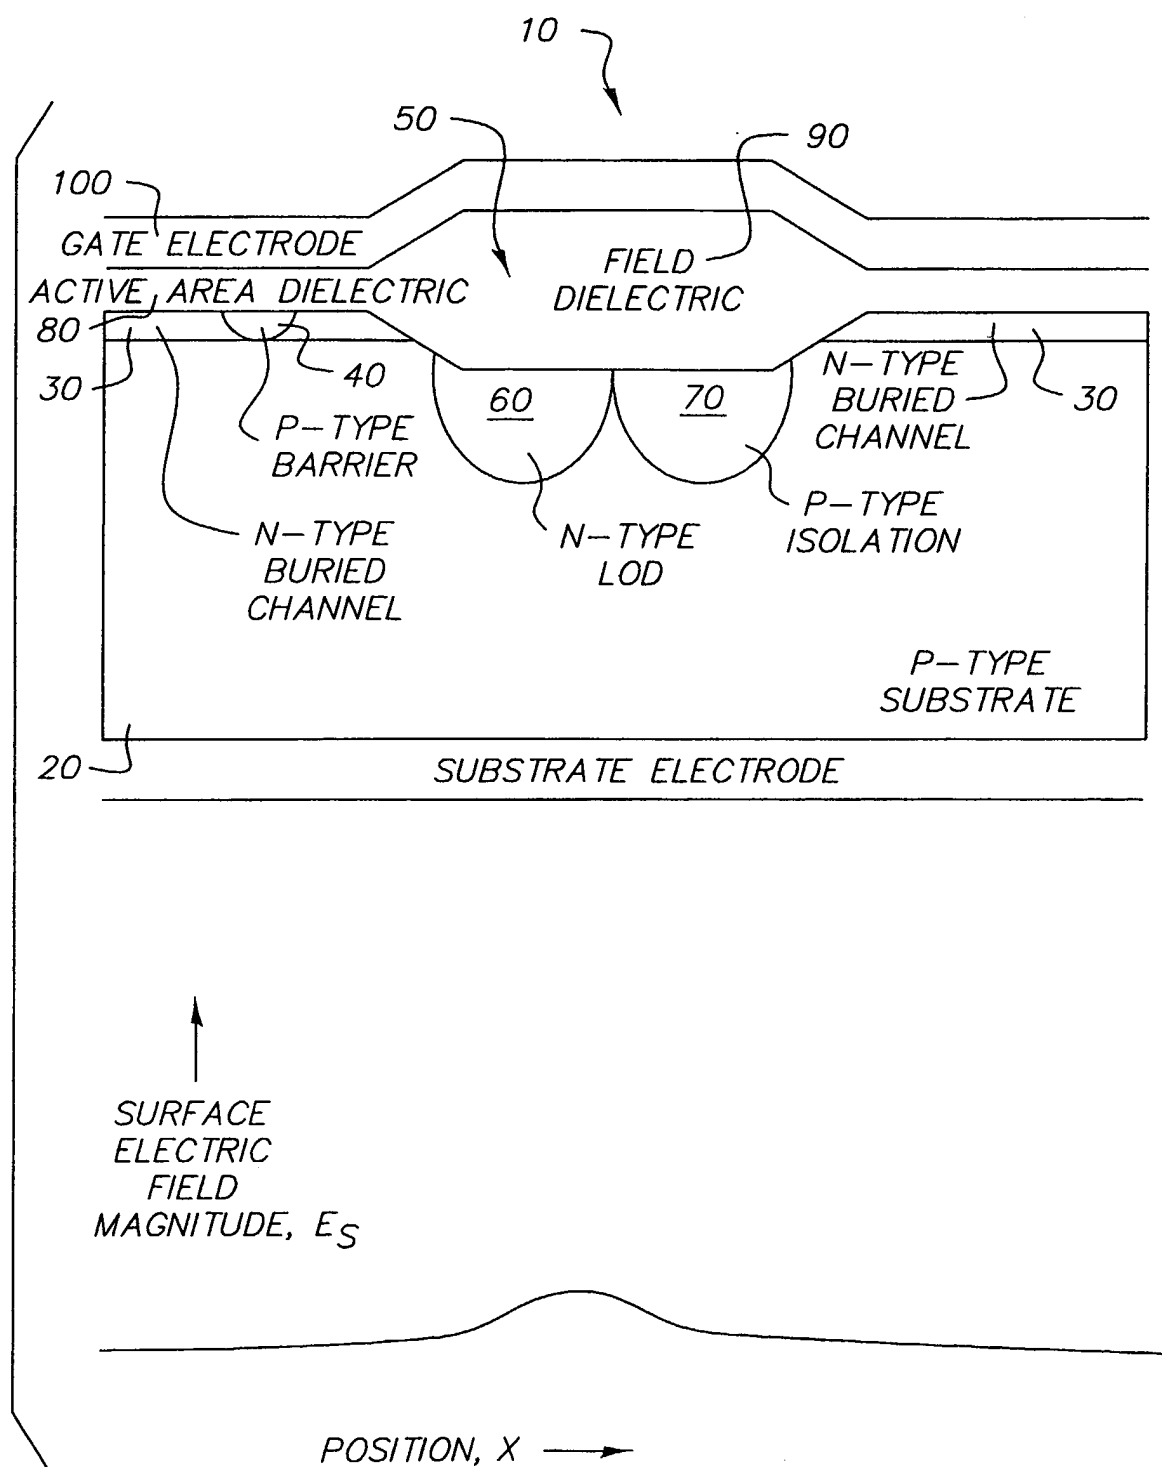 10
50
90
100
GATE ELECTRODE
FIELD
DIELECTRIC
ACTIVE AREA DIELECTRIC
80
30
40
P-TYPE
BARRIER
60
70
N-TYPE
BURIED
CHANNEL
30
N-TYPE
BURIED
CHANNEL
N-TYPE
LOD
P-TYPE
ISOLATION
P-TYPE
SUBSTRATE
20
SUBSTRATE ELECTRODE
SURFACE
ELECTRIC
FIELD
MAGNITUDE, ES
POSITION, X